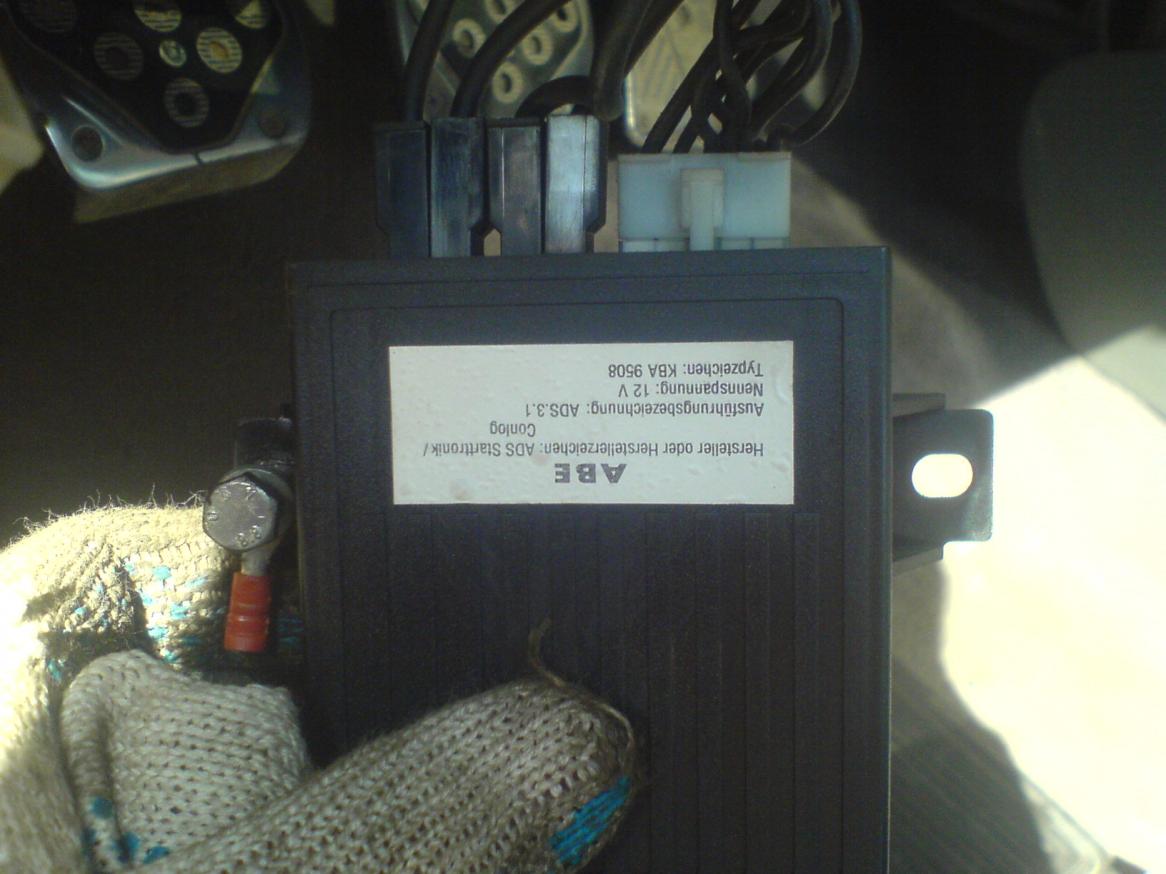 ABE
Hersteller oder Herstellerzeichen: ADS Starttronik/
Conlog
Ausführungsbezeichnung: ADS.3.1
Nennspannung: 12 V
Typzeichen: KBA 9508